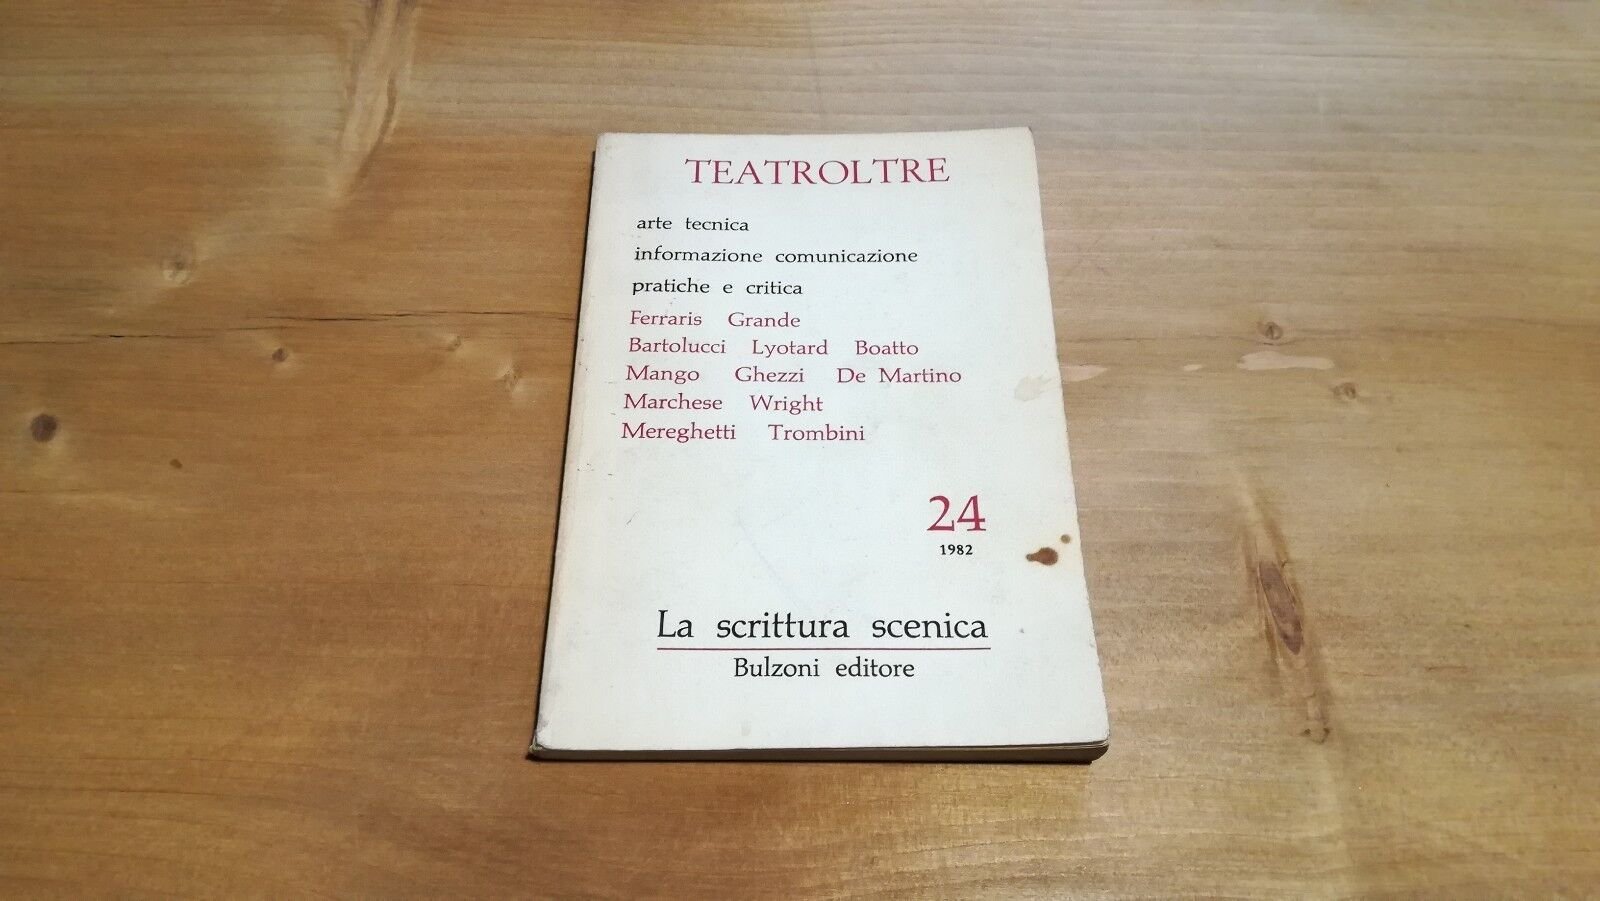 TEATROLTRE
arte tecnica
informazione comunicazione
pratiche e critica
Ferraris Grande
Bartolucci Lyotard Boatto
Mango Ghezzi De Martino
Marchese Wright
Mereghetti Trombini
24
1982
La scrittura scenica
Bulzoni editore